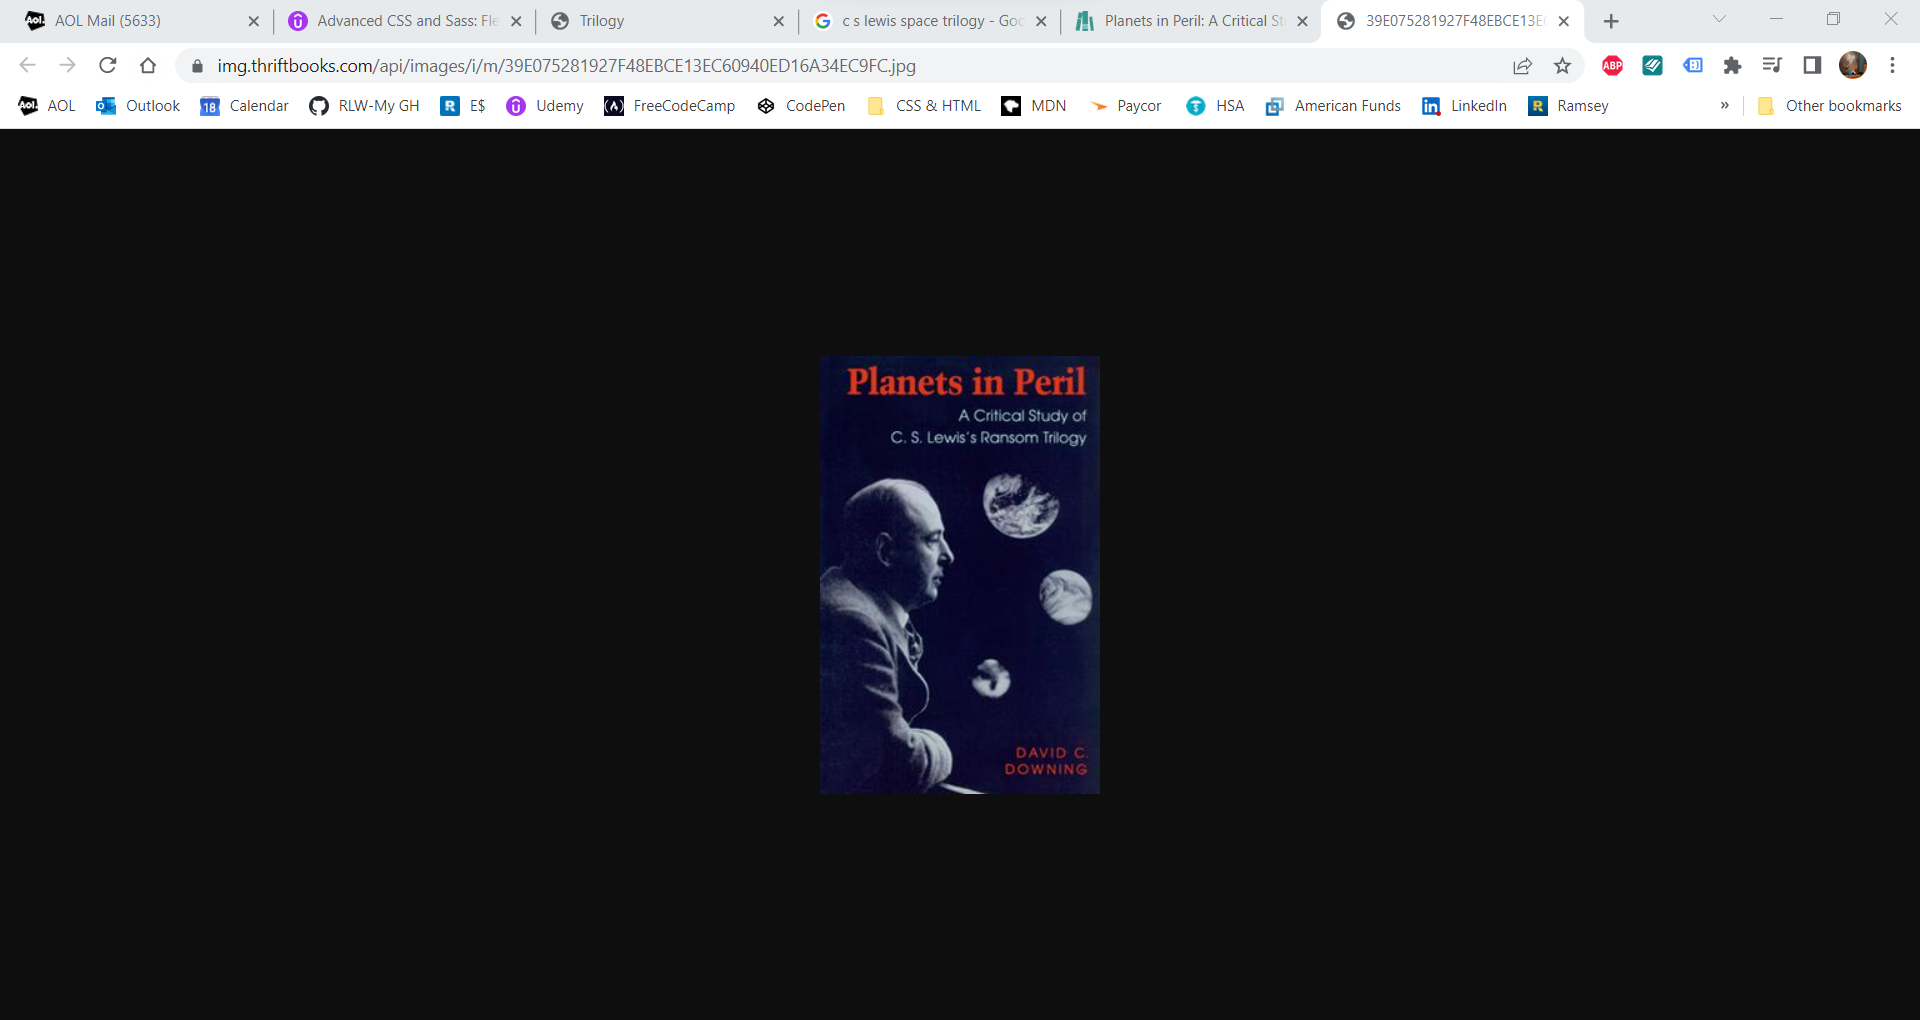 AOL Mail (5633)
Advanced CSS and Sass: Fle
Trilogy
c s lewis space trilogy - Goo
Planets in Peril: A Critical St
39E075281927F48EBCE13E
img.thriftbooks.com/api/images/i/m/39E075281927F48EBCE13EC60940ED16A34EC9FC.jpg
ABP
Aol. AOL
Outlook
18 Calendar
RLW-My GH
R E$
Udemy
FreeCodeCamp
CodePen
CSS & HTML
MDN
Paycor
HSA
American Funds
in LinkedIn
R Ramsey
»
Other bookmarks
Planets in Peril
A Critical Study of
C. S. Lewis's Ransom Trilogy
DAVID C.
DOWNING